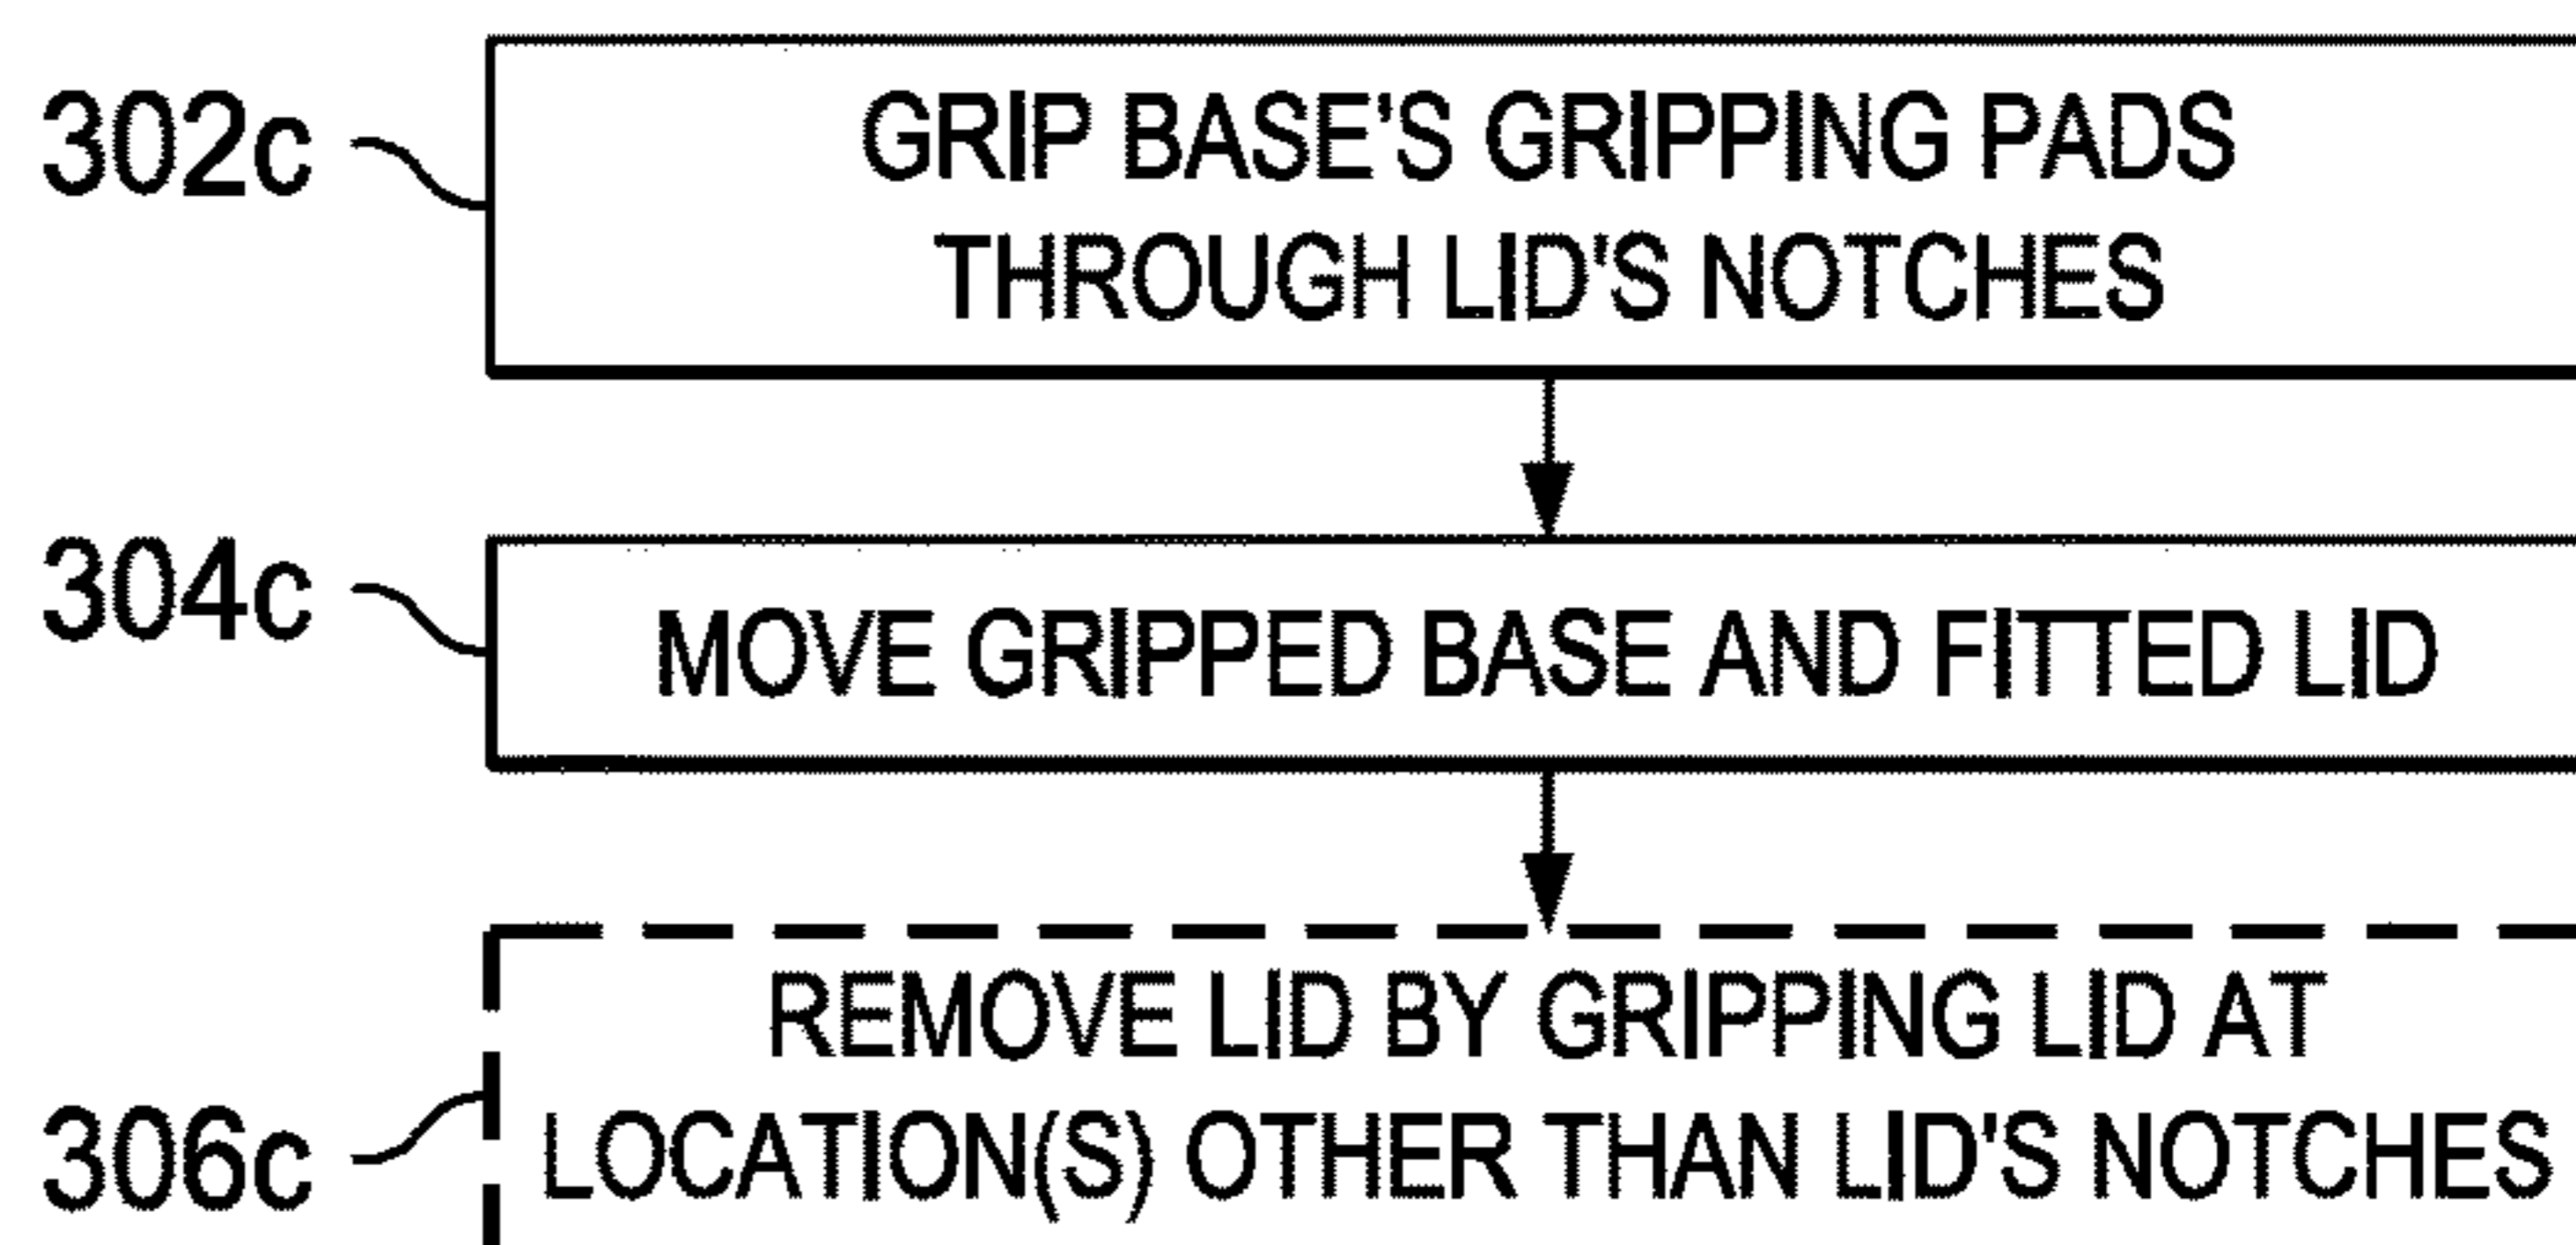 302c
GRIP BASE'S GRIPPING PADS
THROUGH LID'S NOTCHES
304c
MOVE GRIPPED BASE AND FITTED LID
306c
REMOVE LID BY GRIPPING LID AT
LOCATION(S) OTHER THAN LID'S NOTCHES